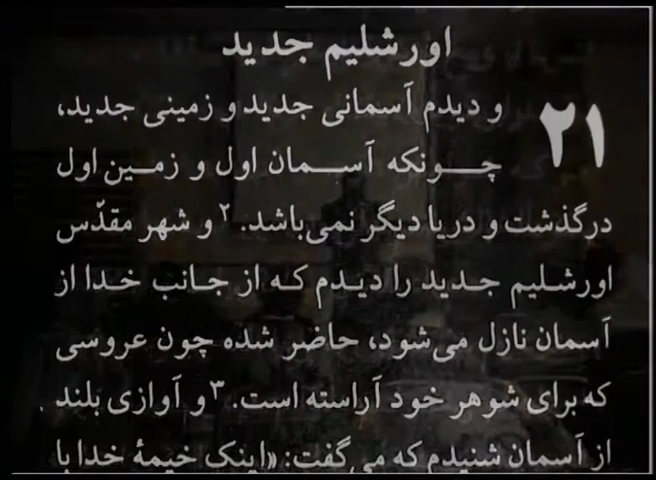 اورشلیم جدید
۲۱ و دیدم آسمانی جدید و زمینی جدید،
چونکه آسمان اول و زمین اول
درگذشت و دریا دیگر نمی‌باشد. ۲ و شهر مقدّس
اورشلیم جدید را دیدم که از جانب خدا از
آسمان نازل می‌شود، حاضر شده چون عروسی
که برای شوهر خود آراسته است. ۳ و آوازی بلند
از آسمان شنیدم که می‌گفت: «اینک خیمهٔ خدا با